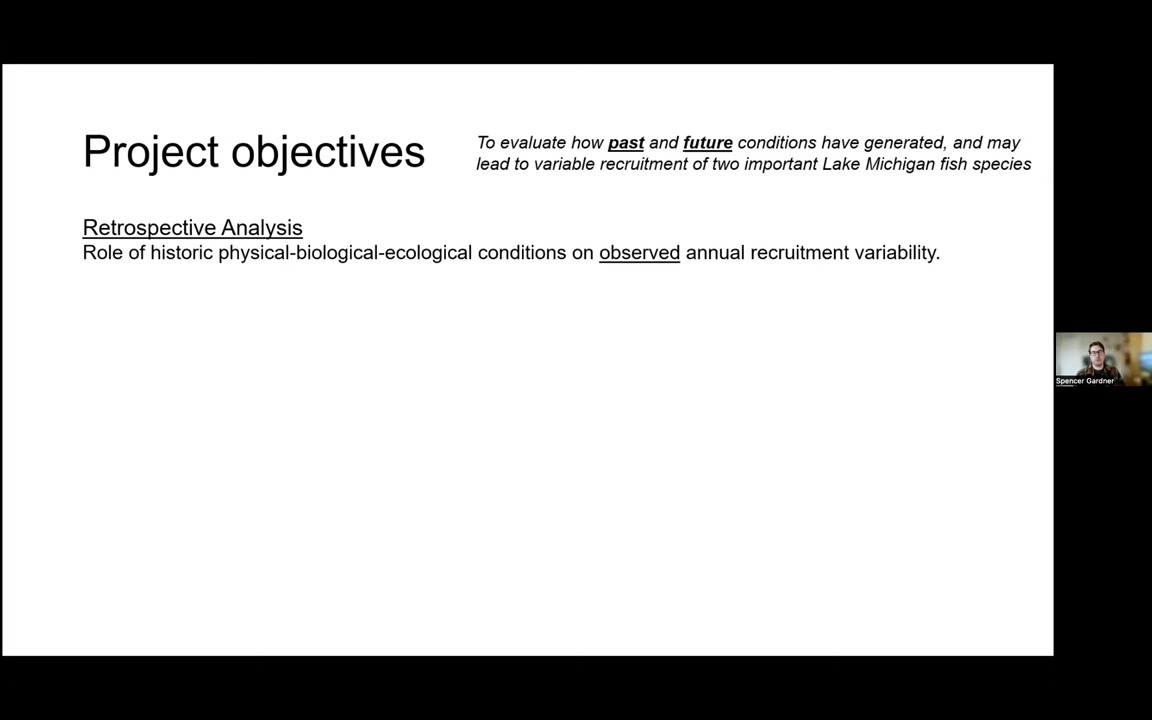 Project objectives
To evaluate how past and future conditions have generated, and may
lead to variable recruitment of two important Lake Michigan fish species
Retrospective Analysis
Role of historic physical-biological-ecological conditions on observed annual recruitment variability.
Spencer Gardner